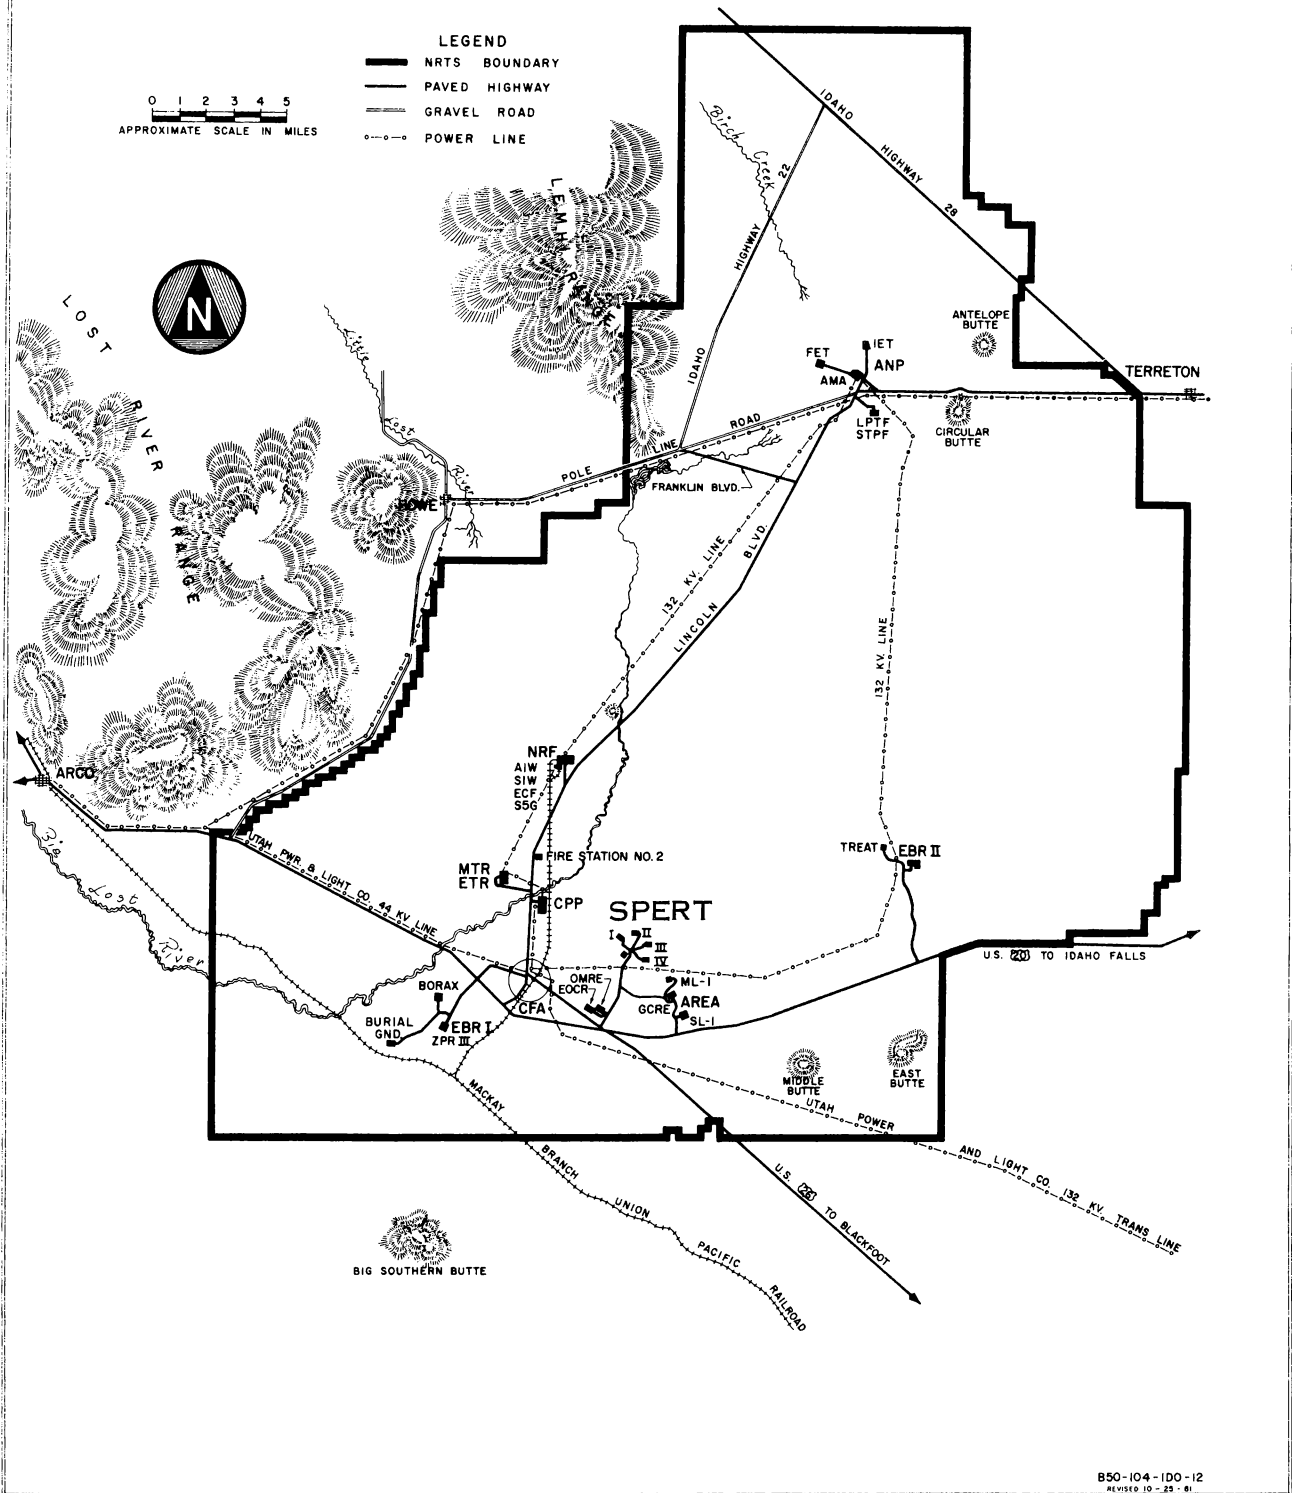 LEGEND
NRTS BOUNDARY
PAVED HIGHWAY
GRAVEL ROAD
POWER LINE
0 1 2 3 4 5
APPROXIMATE SCALE IN MILES
N
LOST RIVER RANGE
LEMHI RANGE
Birch Creek
IDAHO HIGHWAY 28
IDAHO HIGHWAY 22
ANTELOPE
BUTTE
IET
FET
ANP
AMA
TERRETON
LPTF
STPF
CIRCULAR
BUTTE
Little Lost River
HOWE
POLE LINE ROAD
FRANKLIN BLVD.
132 KV. LINE
LINCOLN BLVD.
132 KV. LINE
ARCO
NRF
A1W
S1W
ECF
S5G
UTAH PWR. & LIGHT CO. 44 KV LINE
FIRE STATION NO. 2
TREAT
EBR II
MTR
ETR
CPP
Big Lost River
SPERT
I
II
III
IV
U.S. 20 TO IDAHO FALLS
BORAX
OMRE
EOCR
ML-1
GCRE
AREA
SL-1
CFA
BURIAL
GND
EBR I
ZPR III
MIDDLE
BUTTE
EAST
BUTTE
UTAH POWER AND LIGHT CO. 132 KV. TRANS LINE
MACKAY BRANCH UNION PACIFIC RAILROAD
U.S. 26 TO BLACKFOOT
BIG SOUTHERN BUTTE
B50-104-IDO-12
REVISED 10-25-61